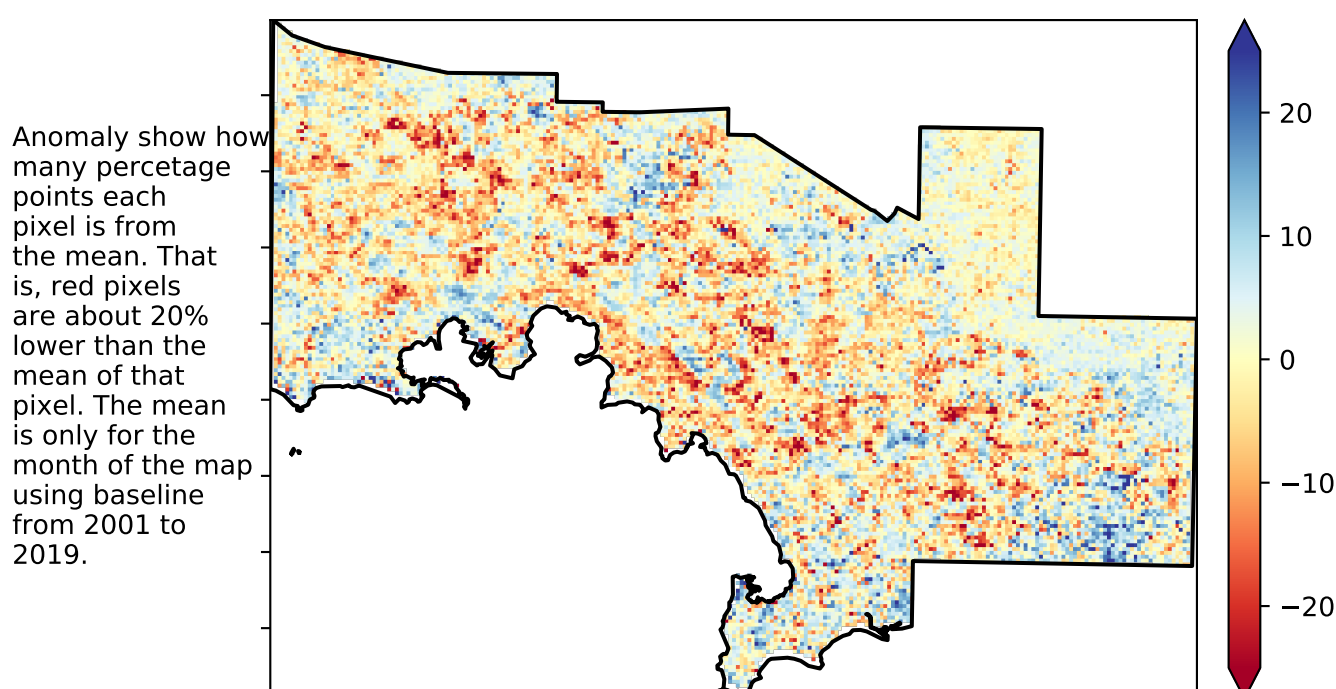 Anomaly show how
many percetage
points each
pixel is from
the mean. That
is, red pixels
are about 20%
lower than the
mean of that
pixel. The mean
is only for the
month of the map
using baseline
from 2001 to
2019.
20
10
0
−10
−20